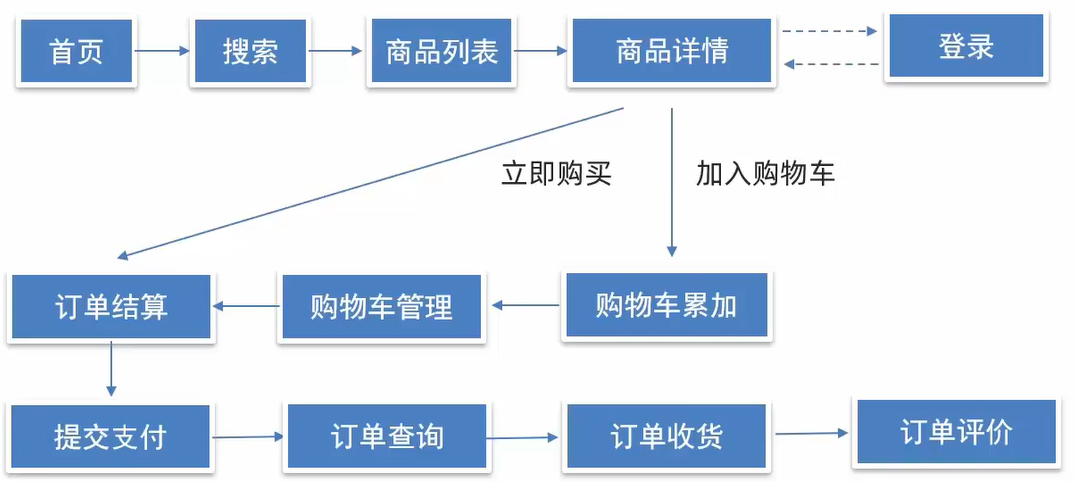 首页
搜索
商品列表
商品详情
登录
立即购买
加入购物车
订单结算
购物车管理
购物车累加
提交支付
订单查询
订单收货
订单评价